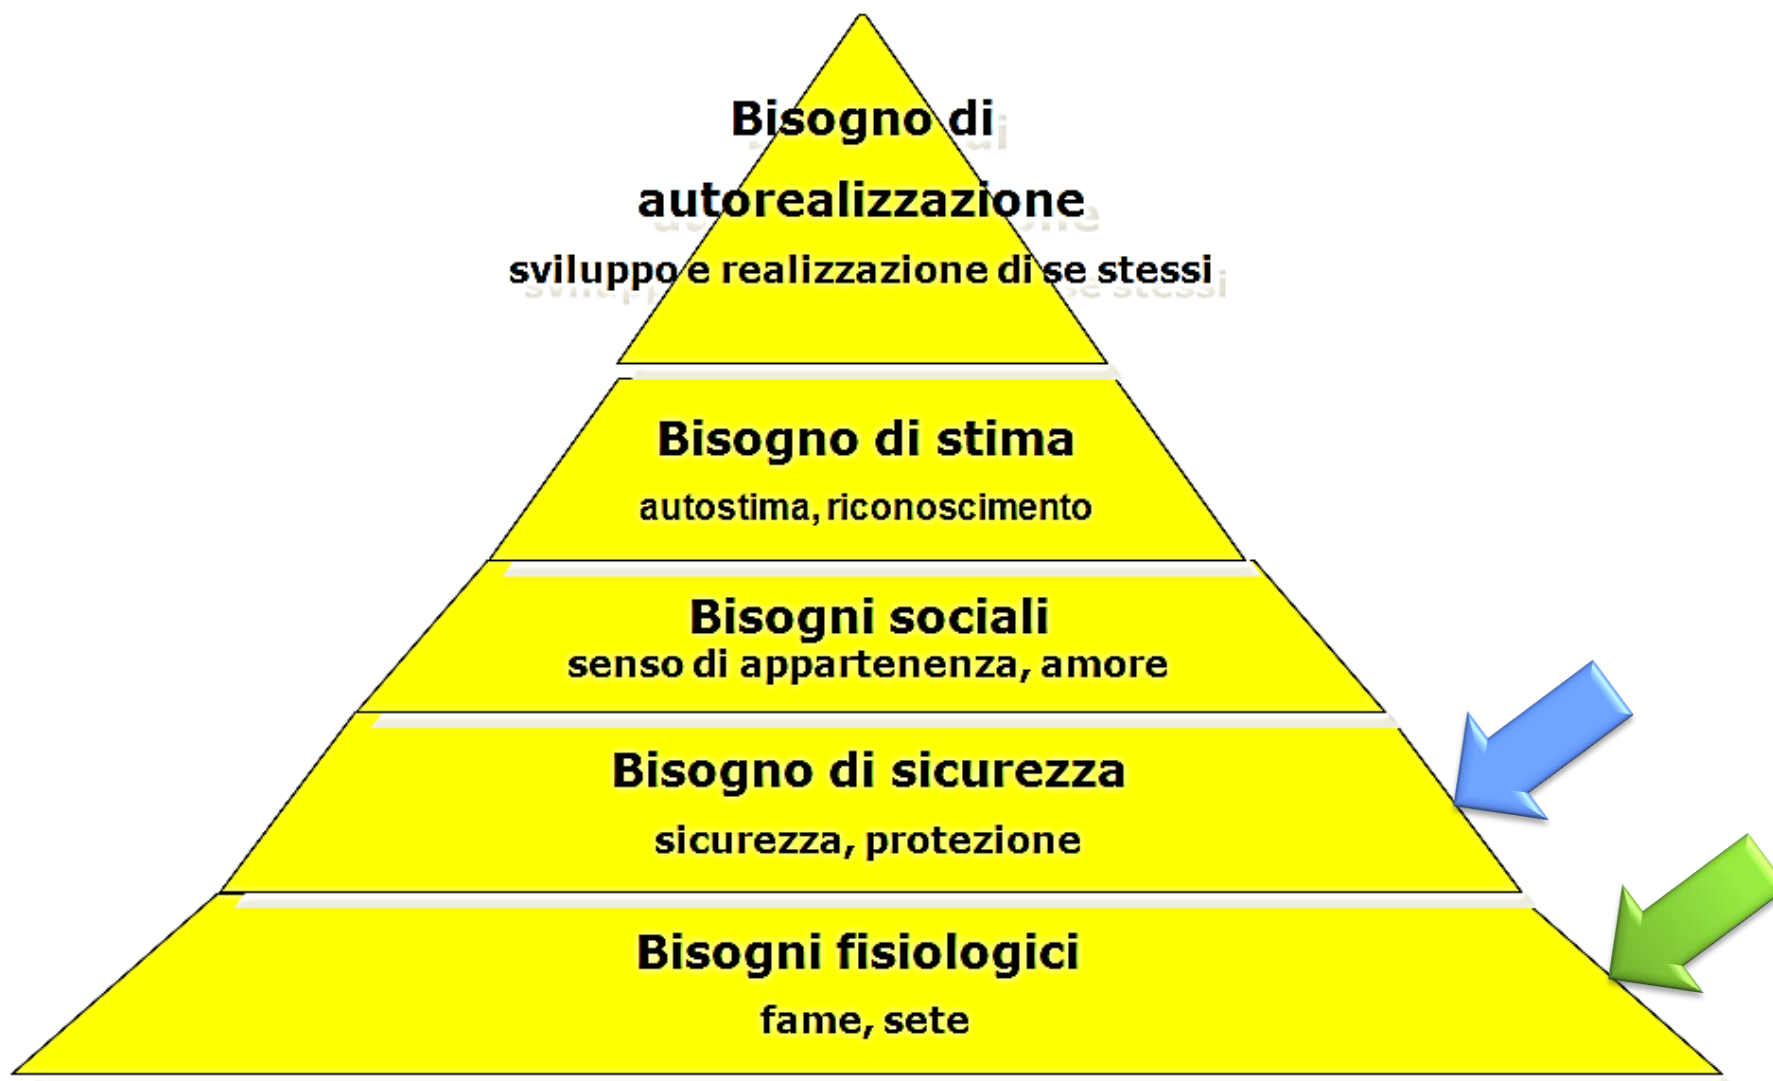 Bisogno di
autorealizzazione
sviluppo e realizzazione di se stessi
Bisogno di stima
autostima, riconoscimento
Bisogni sociali
senso di appartenenza, amore
Bisogno di sicurezza
sicurezza, protezione
Bisogni fisiologici
fame, sete